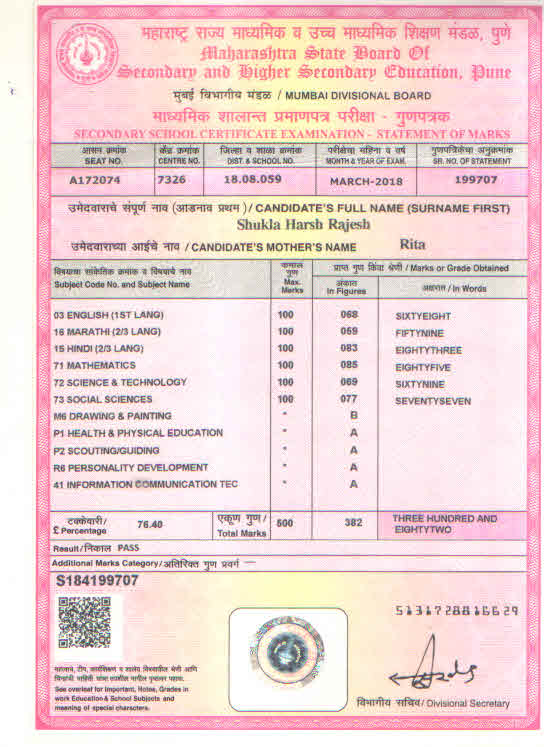 महाराष्ट्र राज्य माध्यमिक व उच्च माध्यमिक शिक्षण मंडळ, पुणे
Maharashtra State Board Of
Secondary and Higher Secondary Education, Pune
मुंबई विभागीय मंडळ / MUMBAI DIVISIONAL BOARD
माध्यमिक शालान्त प्रमाणपत्र परीक्षा - गुणपत्रक
SECONDARY SCHOOL CERTIFICATE EXAMINATION - STATEMENT OF MARKS
आसन क्रमांक केंद्र क्रमांक जिल्हा व शाळा क्रमांक परीक्षेचा महिना व वर्ष गुणपत्रिकेचा अनुक्रमांक
SEAT NO. CENTRE NO. DIST. & SCHOOL NO. MONTH & YEAR OF EXAM. SR. NO. OF STATEMENT
A172074 7326 18.08.059 MARCH-2018 199707
उमेदवाराचे संपूर्ण नाव (आडनाव प्रथम) / CANDIDATE'S FULL NAME (SURNAME FIRST)
Shukla Harsh Rajesh
उमेदवाराच्या आईचे नाव / CANDIDATE'S MOTHER'S NAME Rita
विषयाचा सांकेतिक क्रमांक व विषयाचे नाव कमाल गुण प्राप्त गुण किंवा श्रेणी / Marks or Grade Obtained
Subject Code No. and Subject Name Max. Marks अंकात In Figures अक्षरात / In Words
03 ENGLISH (1ST LANG) 100 068 SIXTYEIGHT
16 MARATHI (2/3 LANG) 100 059 FIFTYNINE
15 HINDI (2/3 LANG) 100 083 EIGHTYTHREE
71 MATHEMATICS 100 085 EIGHTYFIVE
72 SCIENCE & TECHNOLOGY 100 069 SIXTYNINE
73 SOCIAL SCIENCES 100 077 SEVENTYSEVEN
M6 DRAWING & PAINTING * B
P1 HEALTH & PHYSICAL EDUCATION * A
P2 SCOUTING/GUIDING * A
R6 PERSONALITY DEVELOPMENT * A
41 INFORMATION COMMUNICATION TEC * A
टक्केवारी/ एकूण गुण/
£ Percentage 76.40 Total Marks 500 382 THREE HUNDRED AND
EIGHTYTWO
Result/निकाल PASS
Additional Marks Category/अतिरिक्त गुण प्रवर्ग —
S184199707
महत्वाचे, टीप, कार्यशिक्षण व शालेय विषयातील श्रेणी आणि
See overleaf for Important, Notes, Grades in
work Education & School Subjects and
meaning of special characters.
विभागीय सचिव/ Divisional Secretary